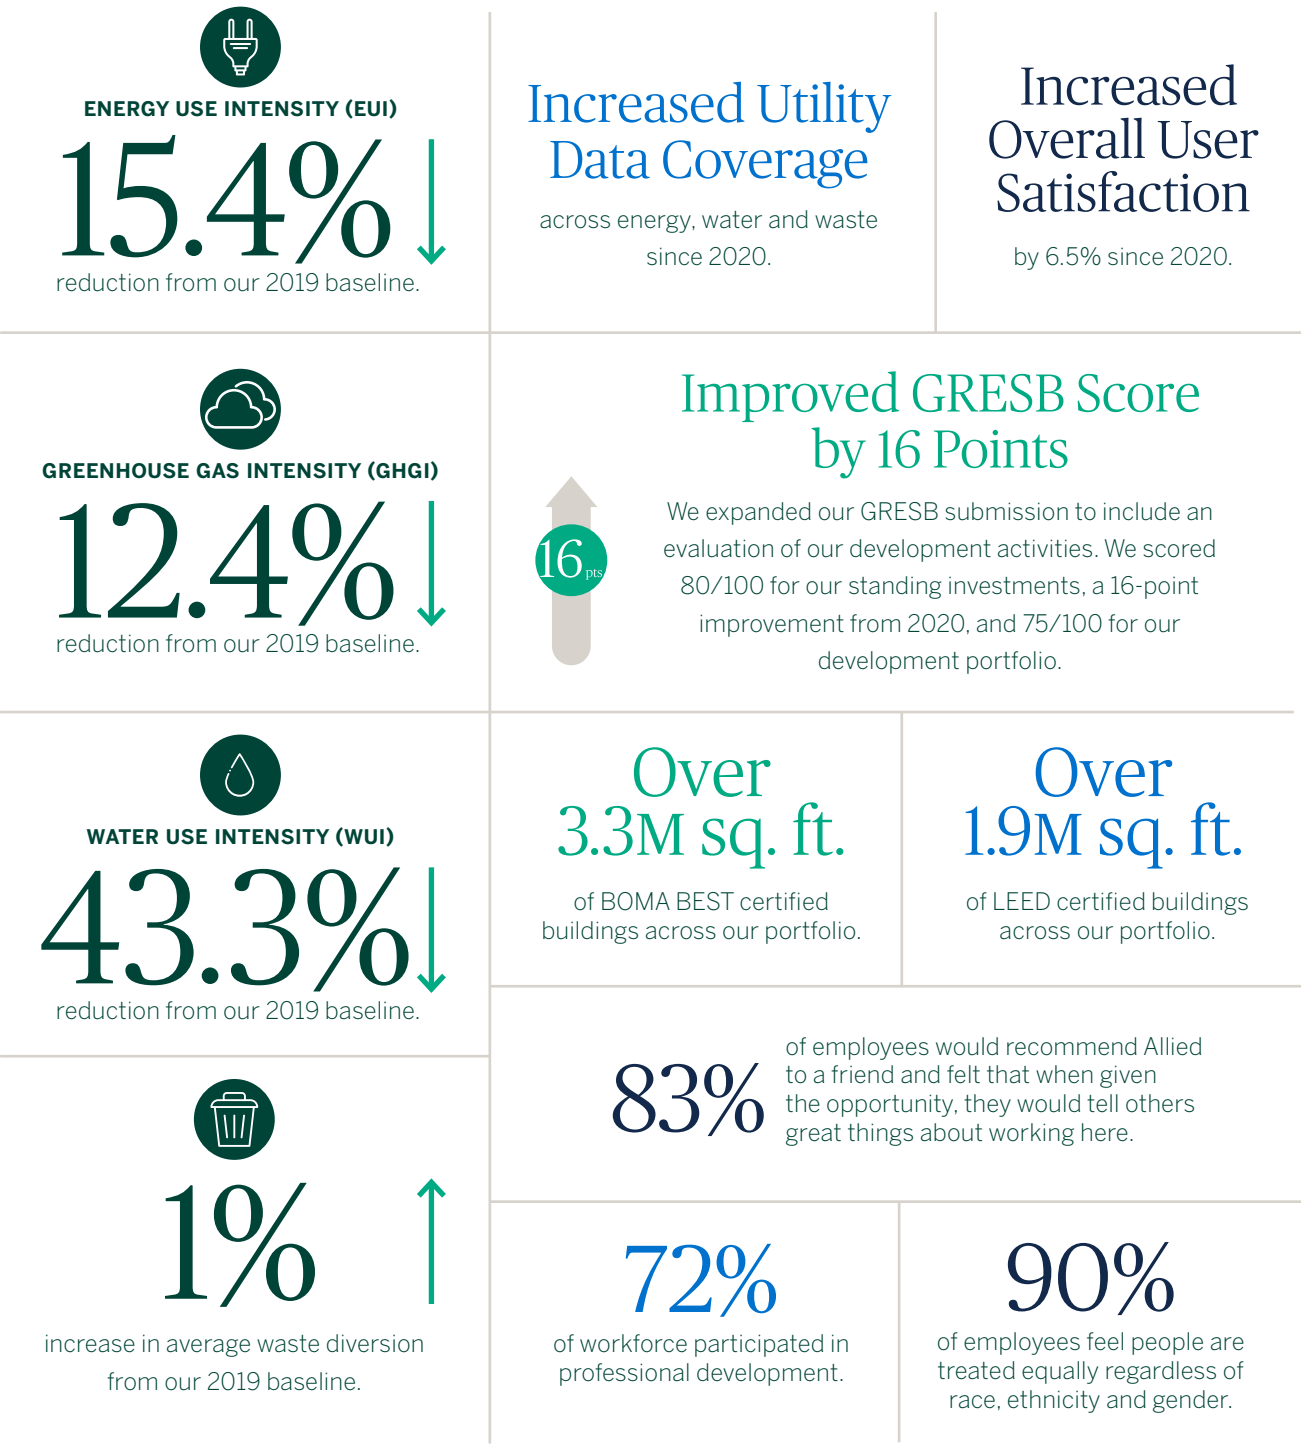 ENERGY USE INTENSITY (EUI)
15.4%
reduction from our 2019 baseline.
Increased Utility
Data Coverage
across energy, water and waste
since 2020.
Increased
Overall User
Satisfaction
by 6.5% since 2020.
GREENHOUSE GAS INTENSITY (GHGI)
12.4%
reduction from our 2019 baseline.
Improved GRESB Score
by 16 Points
16 pts
We expanded our GRESB submission to include an
evaluation of our development activities. We scored
80/100 for our standing investments, a 16-point
improvement from 2020, and 75/100 for our
development portfolio.
WATER USE INTENSITY (WUI)
43.3%
reduction from our 2019 baseline.
Over
3.3M sq. ft.
of BOMA BEST certified
buildings across our portfolio.
Over
1.9M sq. ft.
of LEED certified buildings
across our portfolio.
83%
of employees would recommend Allied
to a friend and felt that when given
the opportunity, they would tell others
great things about working here.
1%
increase in average waste diversion
from our 2019 baseline.
72%
of workforce participated in
professional development.
90%
of employees feel people are
treated equally regardless of
race, ethnicity and gender.